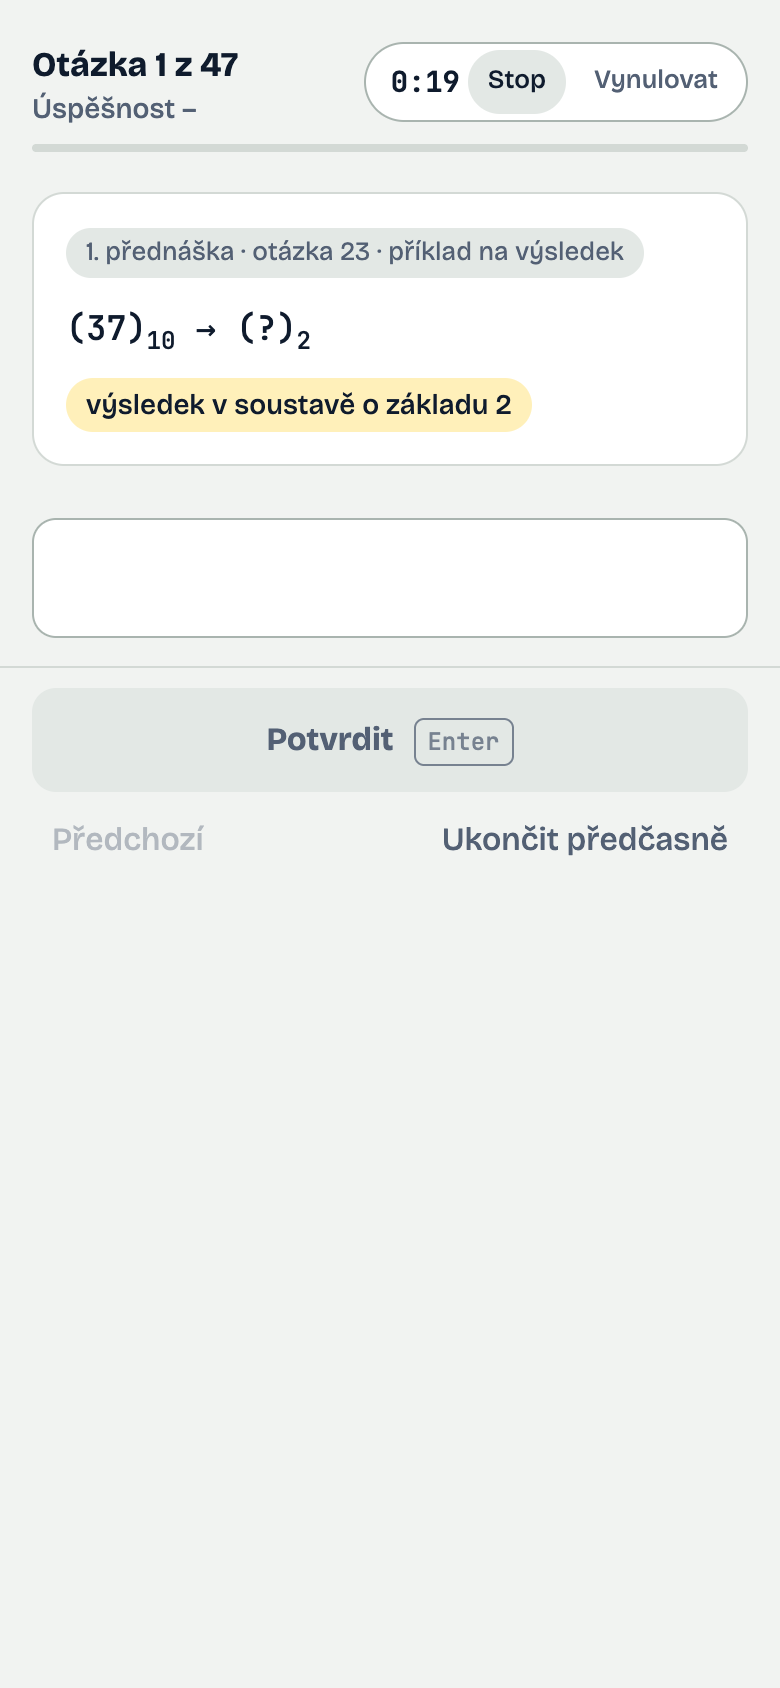 Otázka 1 z 47
Úspěšnost –
0:19 Stop Vynulovat
1. přednáška · otázka 23 · příklad na výsledek
(37)₁₀ → (?)₂
výsledek v soustavě o základu 2
Potvrdit Enter
Předchozí Ukončit předčasně